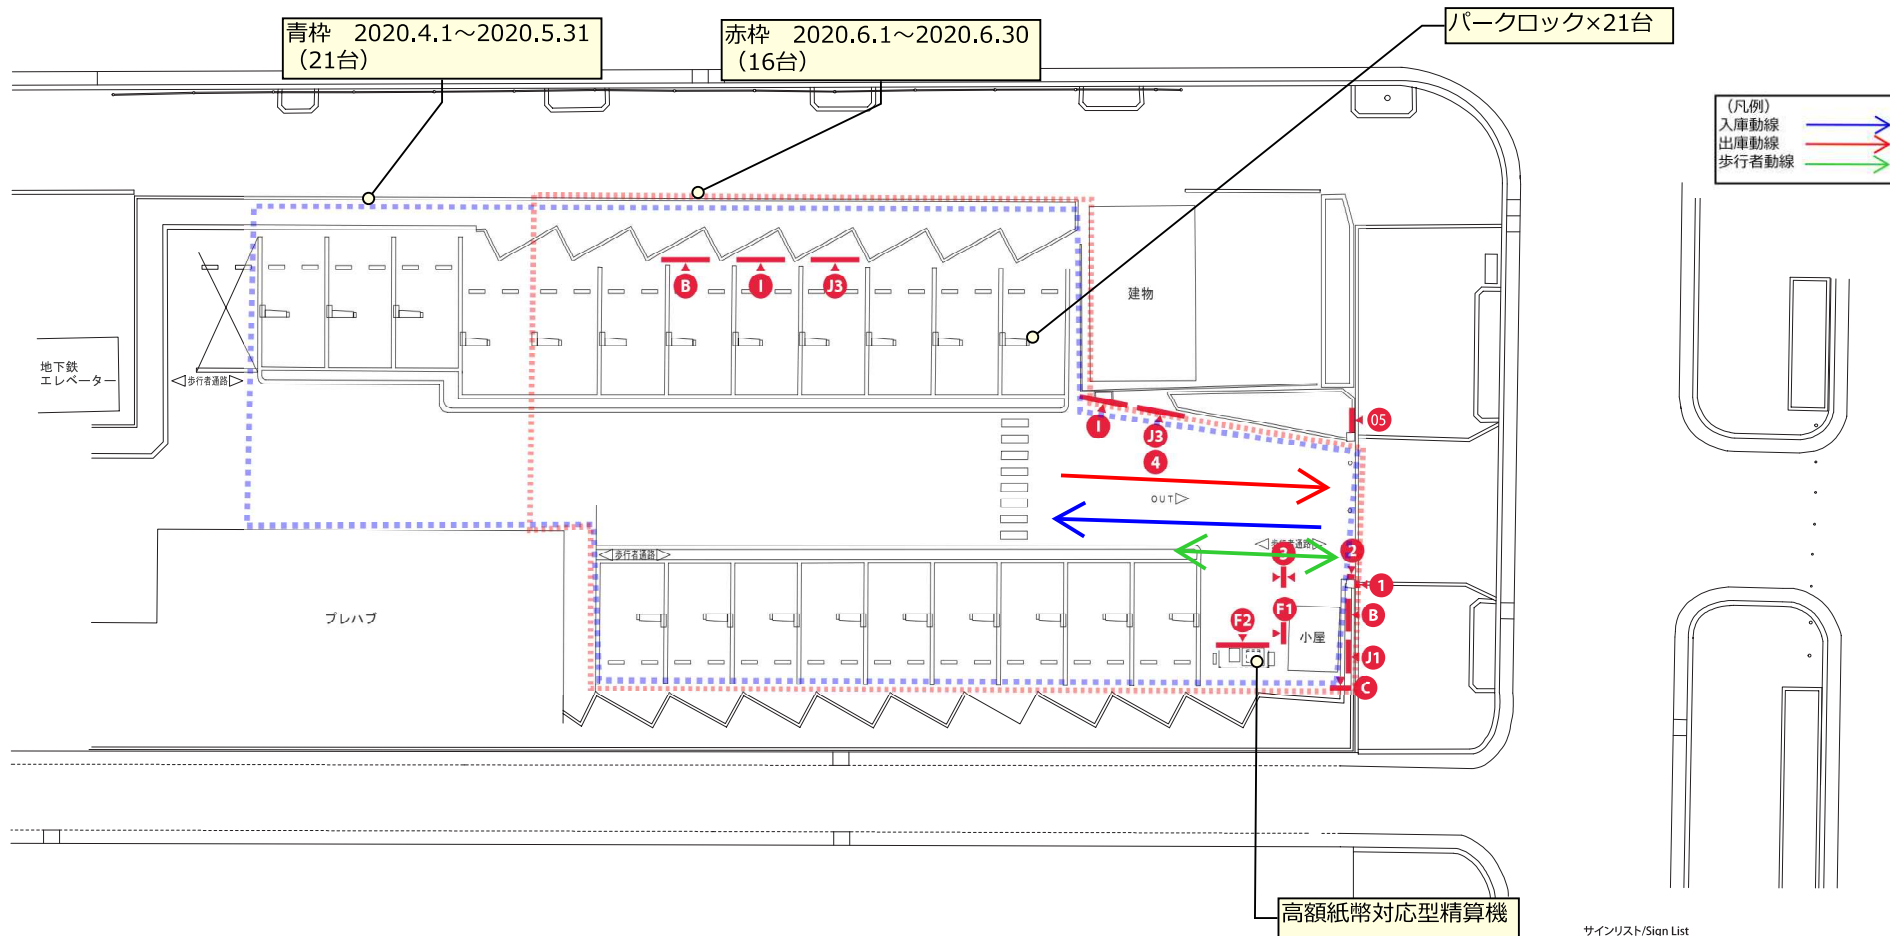 青枠　2020.4.1～2020.5.31
（21台）
赤枠　2020.6.1～2020.6.30
（16台）
パークロック×21台
（凡例）
入庫動線
出庫動線
歩行者動線
B
I
J3
建物
地下鉄
エレベーター
歩行者通路
I
J3
4
05
OUT
歩行者通路
歩行者通路
3
2
1
プレハブ
F1
F2
小屋
B
J1
C
高額紙幣対応型精算機
サインリスト/Sign List